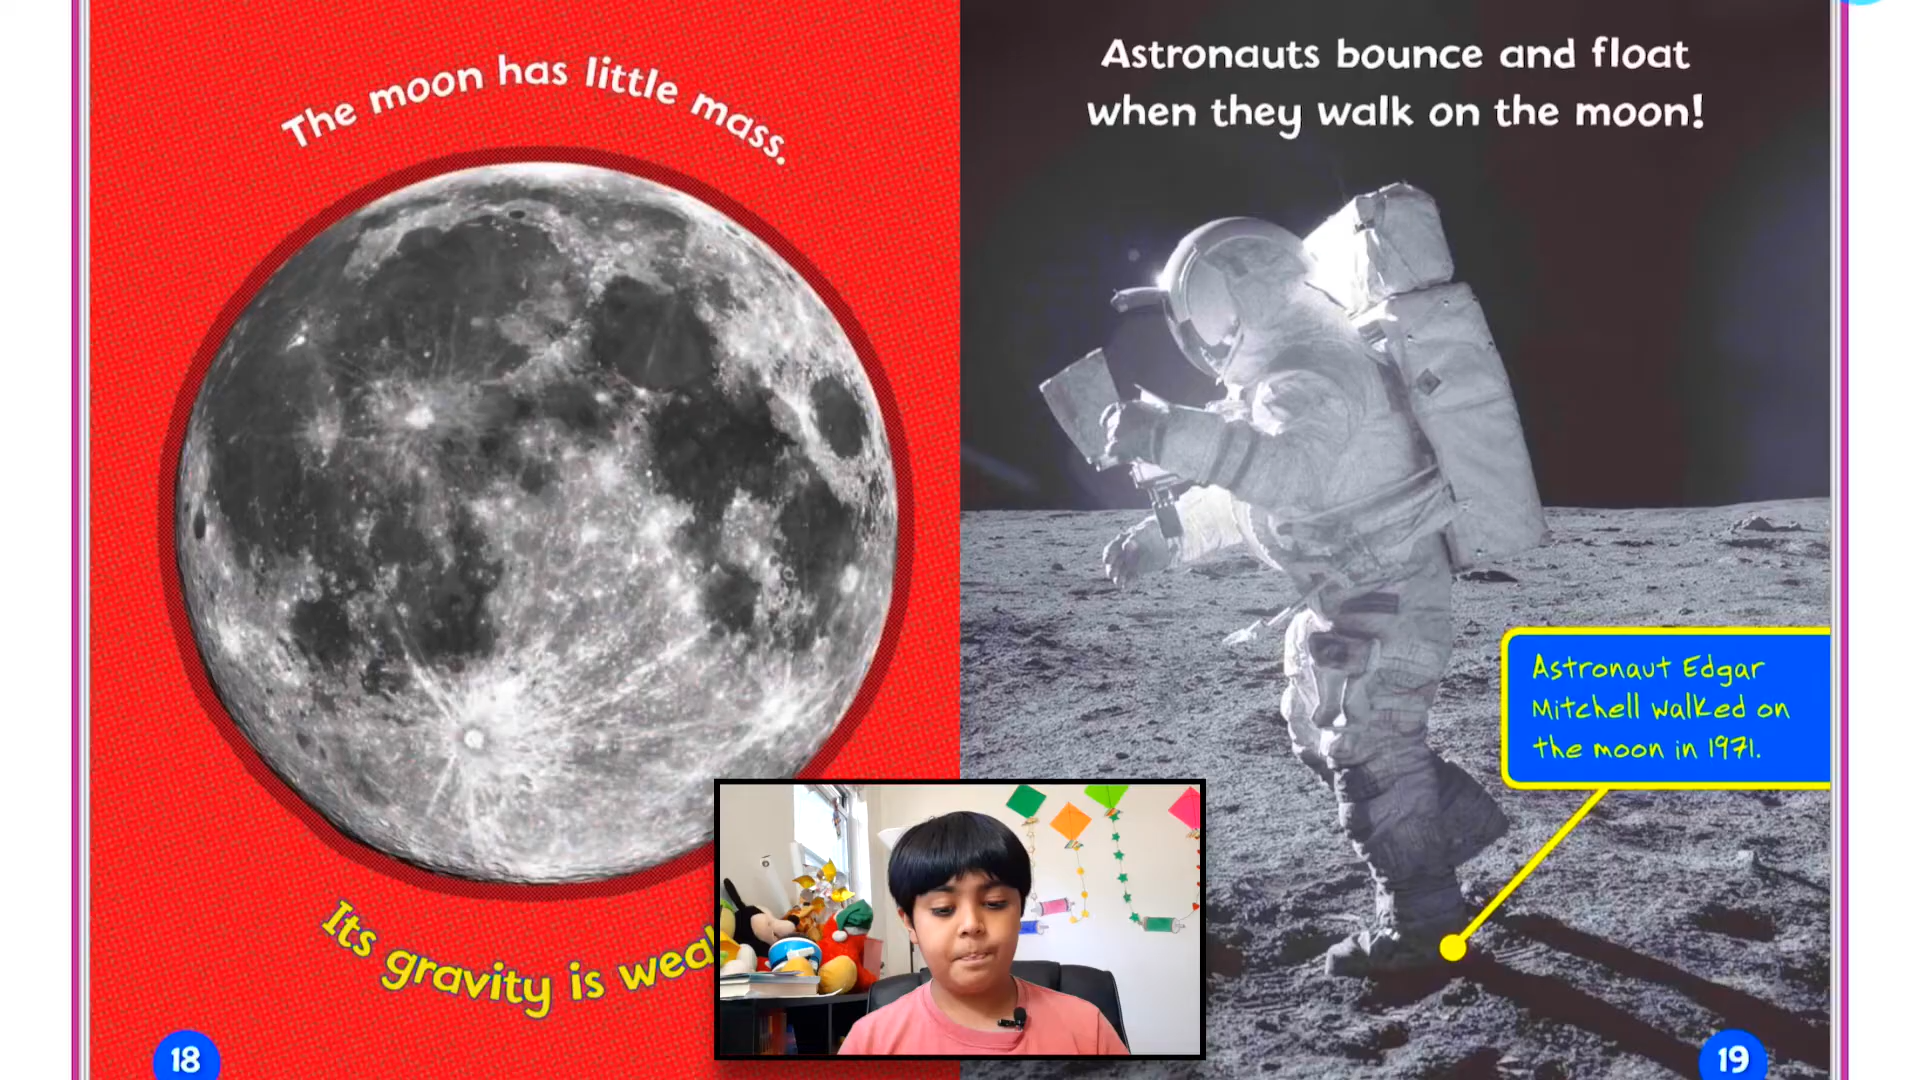 The moon has little mass.
Its gravity is
18
Astronauts bounce and float
when they walk on the moon!
Astronaut Edgar
Mitchell walked on
the moon in 1971.
19